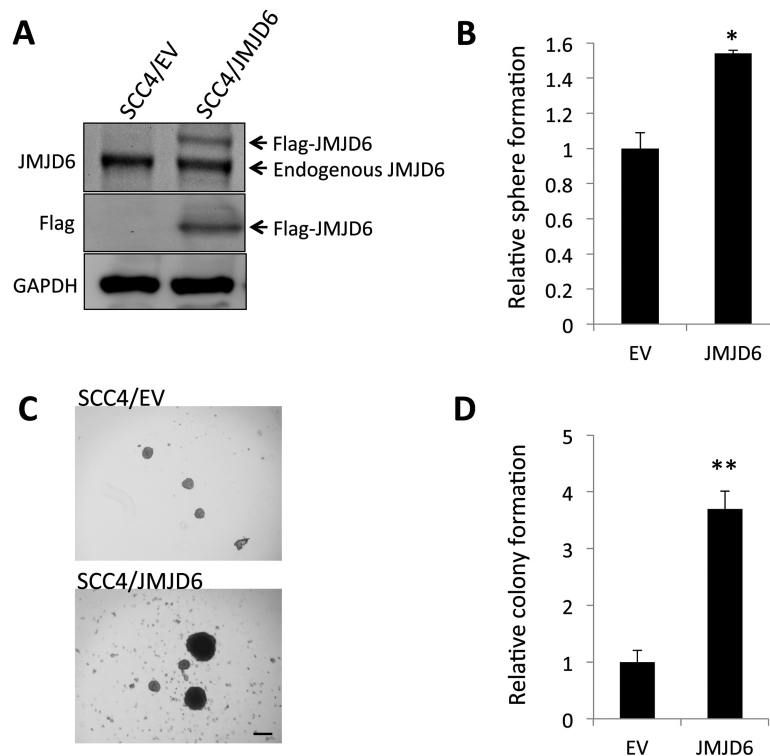 A
SCC4/EV
SCC4/JMJD6
JMJD6
Flag-JMJD6
Endogenous JMJD6
Flag
Flag-JMJD6
GAPDH
B
Relative sphere formation
1.6
1.4
1.2
1
0.8
0.6
0.4
0.2
0
*
EV
JMJD6
C
SCC4/EV
SCC4/JMJD6
D
Relative colony formation
5
4
3
2
1
0
**
EV
JMJD6